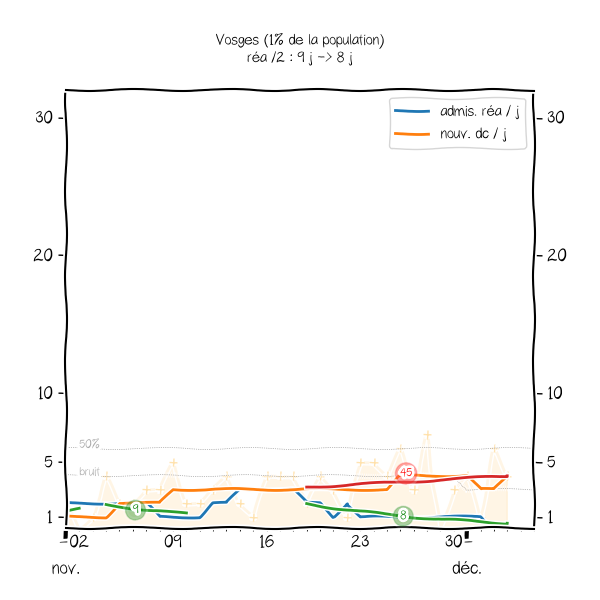 Vosges (1% de la population)
réa /2 : 9 j -> 8 j
admis. réa / j
nouv. dc / j
30
30
20
20
10
10
50%
5
5
bruit
45
9
8
1
1
02
09
16
23
30
nov.
déc.